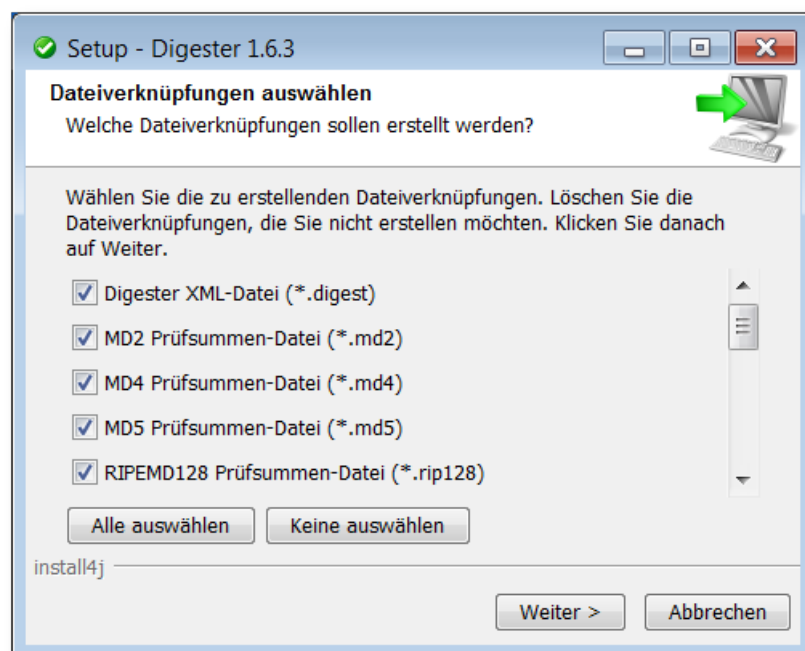 Setup - Digester 1.6.3
Dateiverknüpfungen auswählen
Welche Dateiverknüpfungen sollen erstellt werden?
Wählen Sie die zu erstellenden Dateiverknüpfungen. Löschen Sie die
Dateiverknüpfungen, die Sie nicht erstellen möchten. Klicken Sie danach
auf Weiter.
Digester XML-Datei (*.digest)
MD2 Prüfsummen-Datei (*.md2)
MD4 Prüfsummen-Datei (*.md4)
MD5 Prüfsummen-Datei (*.md5)
RIPEMD128 Prüfsummen-Datei (*.rip128)
Alle auswählen Keine auswählen
install4j
Weiter > Abbrechen